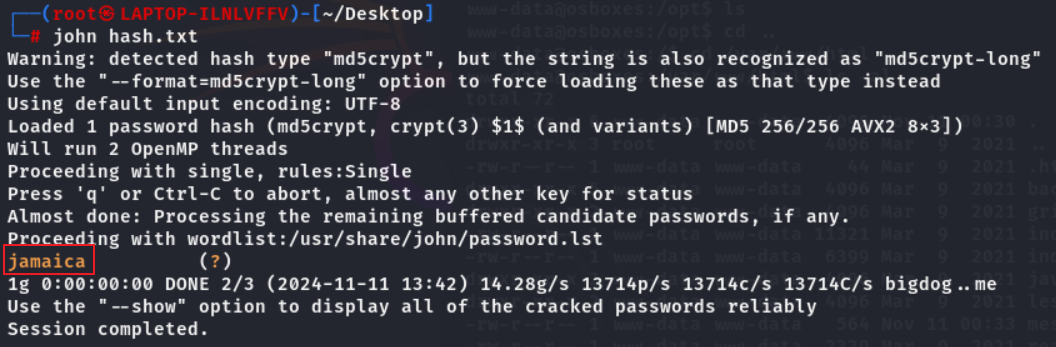 ┌──(root㉿LAPTOP-ILNLVFFV)-[~/Desktop]
└─# john hash.txt
Warning: detected hash type "md5crypt", but the string is also recognized as "md5crypt-long"
Use the "--format=md5crypt-long" option to force loading these as that type instead
Using default input encoding: UTF-8
Loaded 1 password hash (md5crypt, crypt(3) $1$ (and variants) [MD5 256/256 AVX2 8×3])
Will run 2 OpenMP threads
Proceeding with single, rules:Single
Press 'q' or Ctrl-C to abort, almost any other key for status
Almost done: Processing the remaining buffered candidate passwords, if any.
Proceeding with wordlist:/usr/share/john/password.lst
jamaica          (?)
1g 0:00:00:00 DONE 2/3 (2024-11-11 13:42) 14.28g/s 13714p/s 13714c/s 13714C/s bigdog..me
Use the "--show" option to display all of the cracked passwords reliably
Session completed.